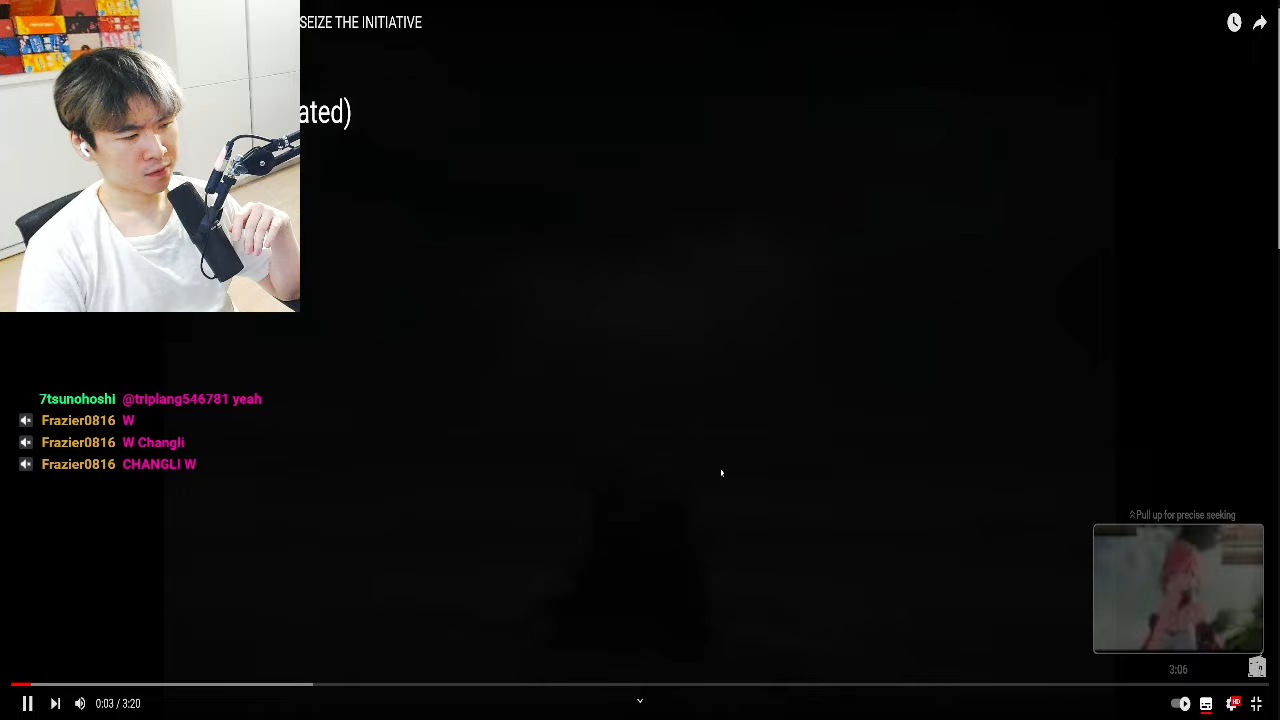 SEIZE THE INITIATIVE
ated)
7tsunohoshi @triplang546781 yeah
Frazier0816 W
Frazier0816 W Changli
Frazier0816 CHANGLI W
Pull up for precise seeking
3:06
0:03 / 3:20
HD